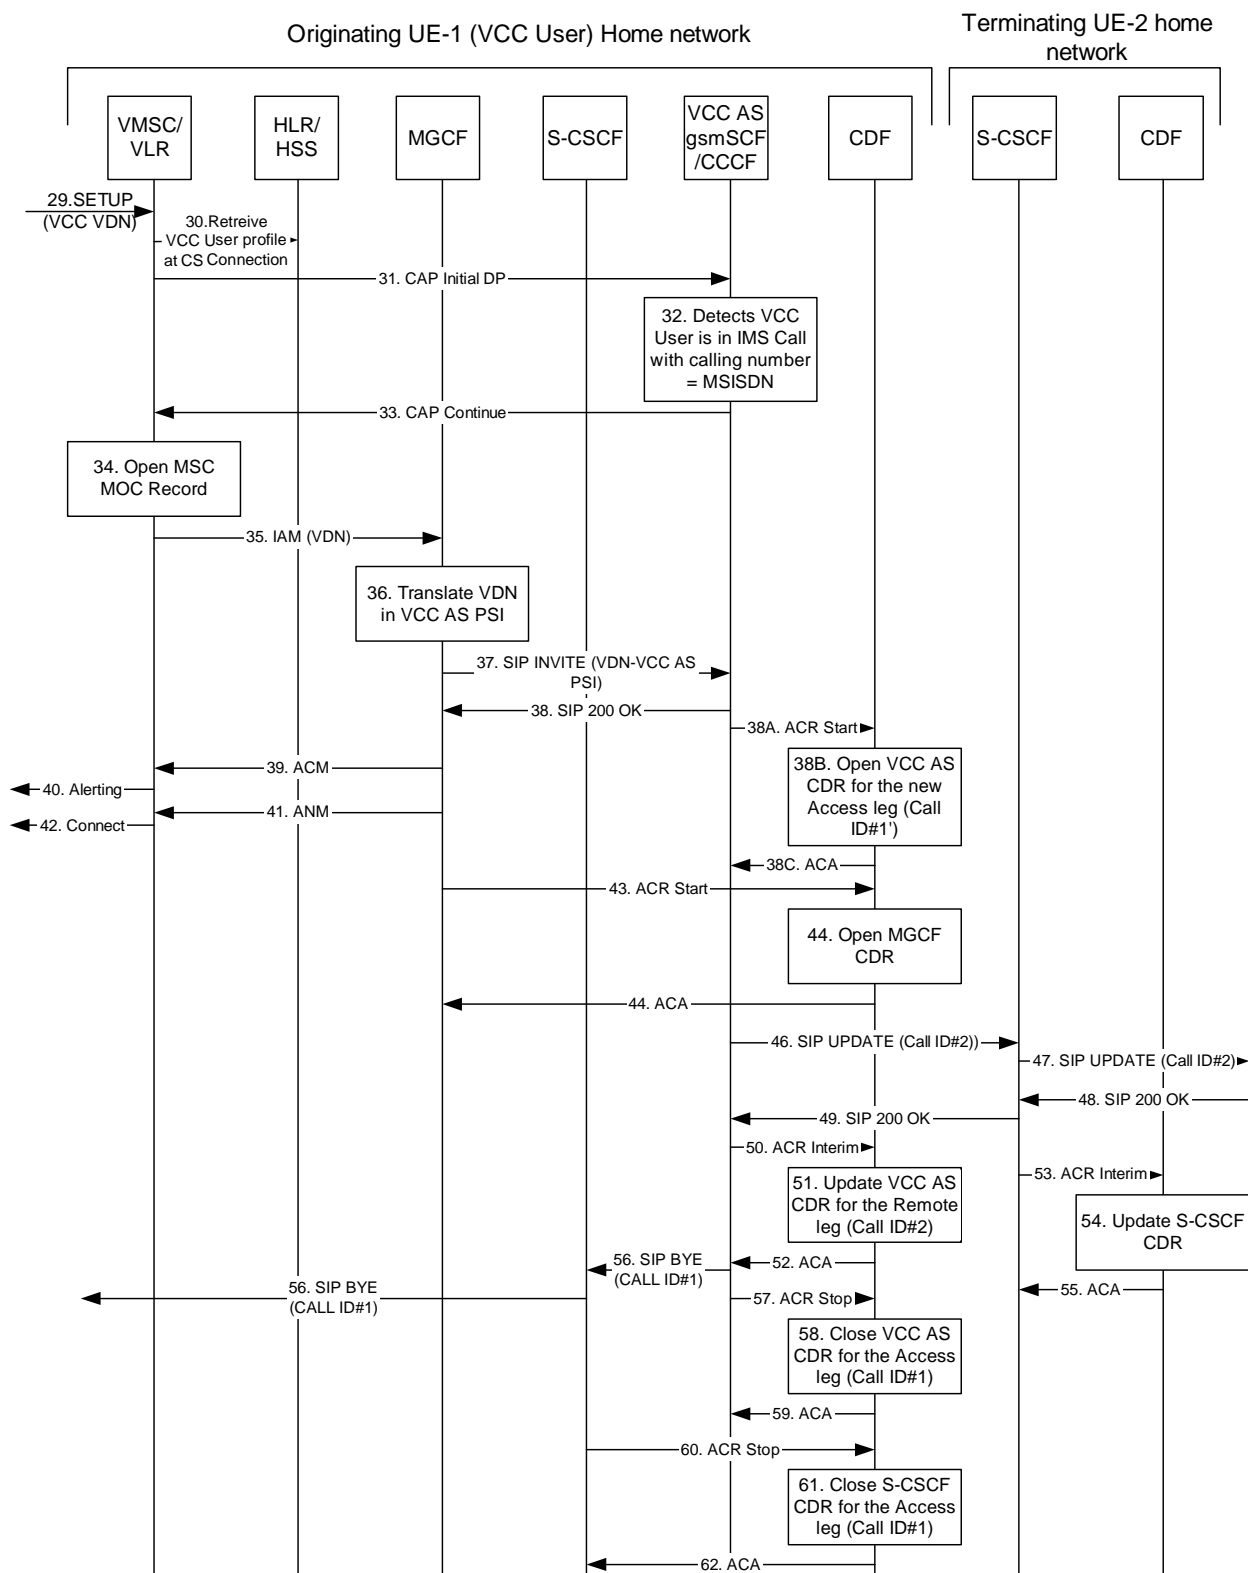 Originating UE-1 (VCC User) Home network
Terminating UE-2 home
network
VMSC/
VLR
HLR/
HSS
MGCF
S-CSCF
VCC AS
gsmSCF
/CCCF
CDF
S-CSCF
CDF
29.SETUP
(VCC VDN)
30.Retreive
VCC User profile
at CS Connection
31. CAP Initial DP
32. Detects VCC
User is in IMS Call
with calling number
= MSISDN
33. CAP Continue
34. Open MSC
MOC Record
35. IAM (VDN)
36. Translate VDN
in VCC AS PSI
37. SIP INVITE (VDN-VCC AS
PSI)
38. SIP 200 OK
38A. ACR Start
38B. Open VCC AS
CDR for the new
Access leg (Call
ID#1')
39. ACM
40. Alerting
41. ANM
42. Connect
38C. ACA
43. ACR Start
44. Open MGCF
CDR
44. ACA
46. SIP UPDATE (Call ID#2))
47. SIP UPDATE (Call ID#2)
48. SIP 200 OK
49. SIP 200 OK
50. ACR Interim
51. Update VCC AS
CDR for the Remote
leg (Call ID#2)
53. ACR Interim
54. Update S-CSCF
CDR
52. ACA
56. SIP BYE
(CALL ID#1)
56. SIP BYE
(CALL ID#1)
55. ACA
57. ACR Stop
58. Close VCC AS
CDR for the Access
leg (Call ID#1)
59. ACA
60. ACR Stop
61. Close S-CSCF
CDR for the Access
leg (Call ID#1)
62. ACA